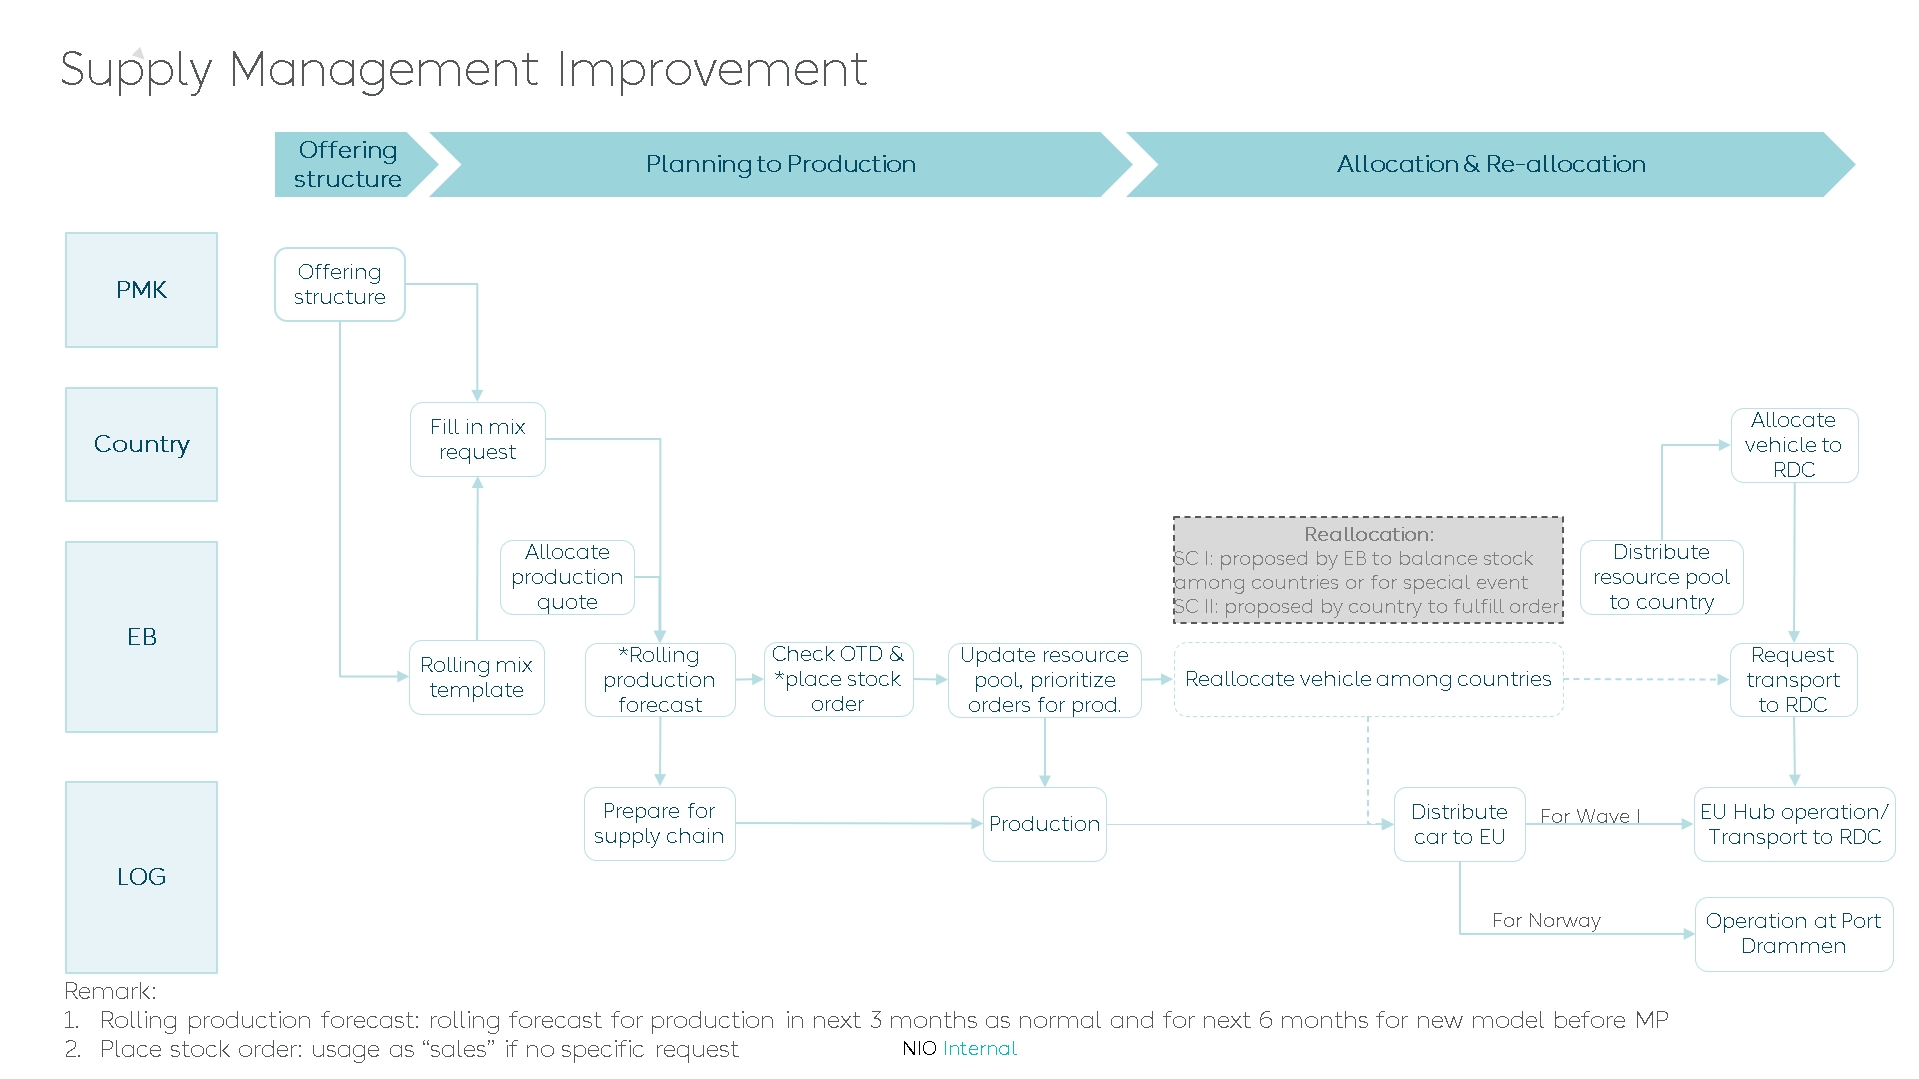 Supply Management Improvement
Offering
structure
Planning to Production
Allocation & Re-allocation
PMK
Offering
structure
Country
Fill in mix
request
Allocate
vehicle to
RDC
EB
Allocate
production
quote
Reallocation:
SC I: proposed by EB to balance stock
among countries or for special event
SC II: proposed by country to fulfill order
Distribute
resource pool
to country
Rolling mix
template
*Rolling
production
forecast
Check OTD &
*place stock
order
Update resource
pool, prioritize
orders for prod.
Reallocate vehicle among countries
Request
transport
to RDC
LOG
Prepare for
supply chain
Production
Distribute
car to EU
For Wave I
EU Hub operation/
Transport to RDC
For Norway
Operation at Port
Drammen
Remark:
1. Rolling production forecast: rolling forecast for production in next 3 months as normal and for next 6 months for new model before MP
2. Place stock order: usage as “sales” if no specific request
NIO Internal